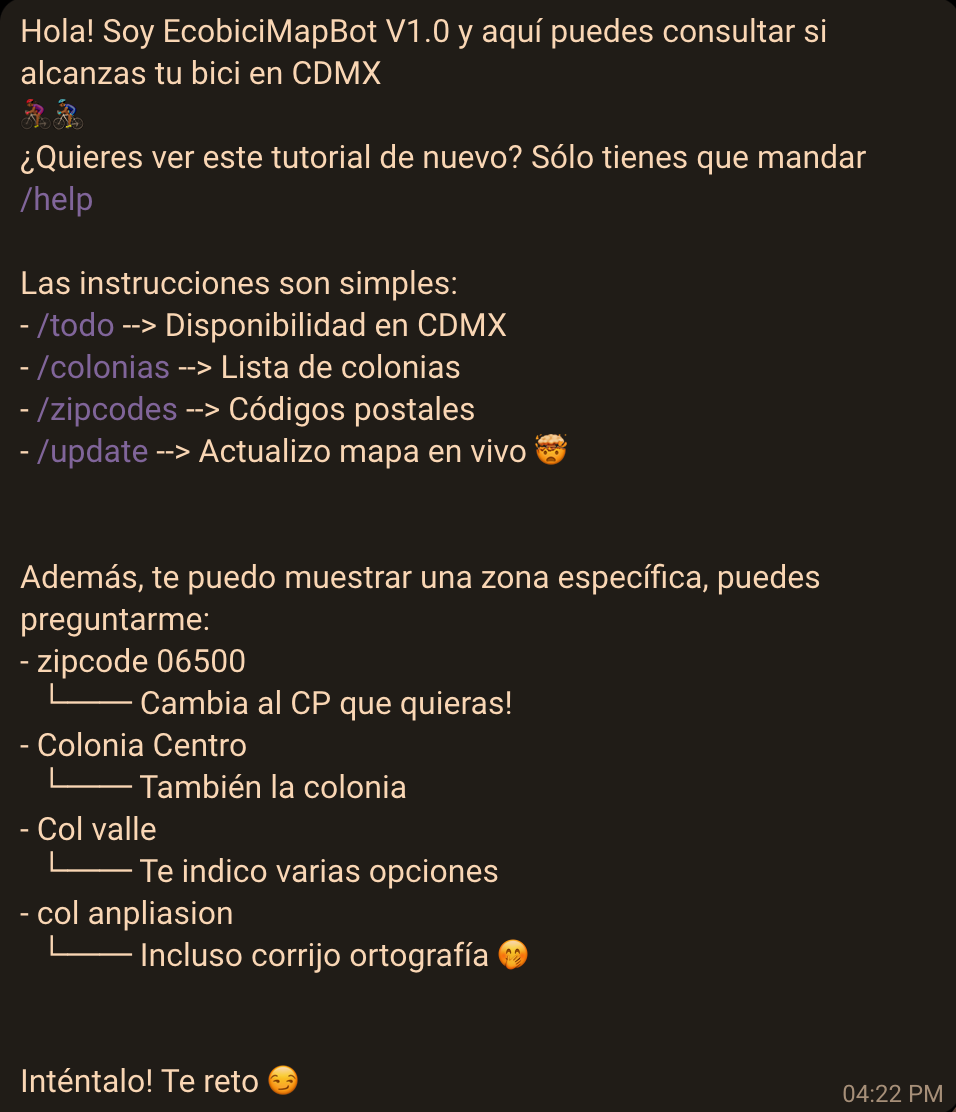 Hola! Soy EcobiciMapBot V1.0 y aquí puedes consultar si
alcanzas tu bici en CDMX
🚴🏾‍♀️🚴🏾
¿Quieres ver este tutorial de nuevo? Sólo tienes que mandar
/help
Las instrucciones son simples:
- /todo --> Disponibilidad en CDMX
- /colonias --> Lista de colonias
- /zipcodes --> Códigos postales
- /update --> Actualizo mapa en vivo 🤯
Además, te puedo muestrar una zona específica, puedes
preguntarme:
- zipcode 06500
└─── Cambia al CP que quieras!
- Colonia Centro
└─── También la colonia
- Col valle
└─── Te indico varias opciones
- col anpliasion
└─── Incluso corrijo ortografía 🤭
Inténtalo! Te reto 😏
04:22 PM